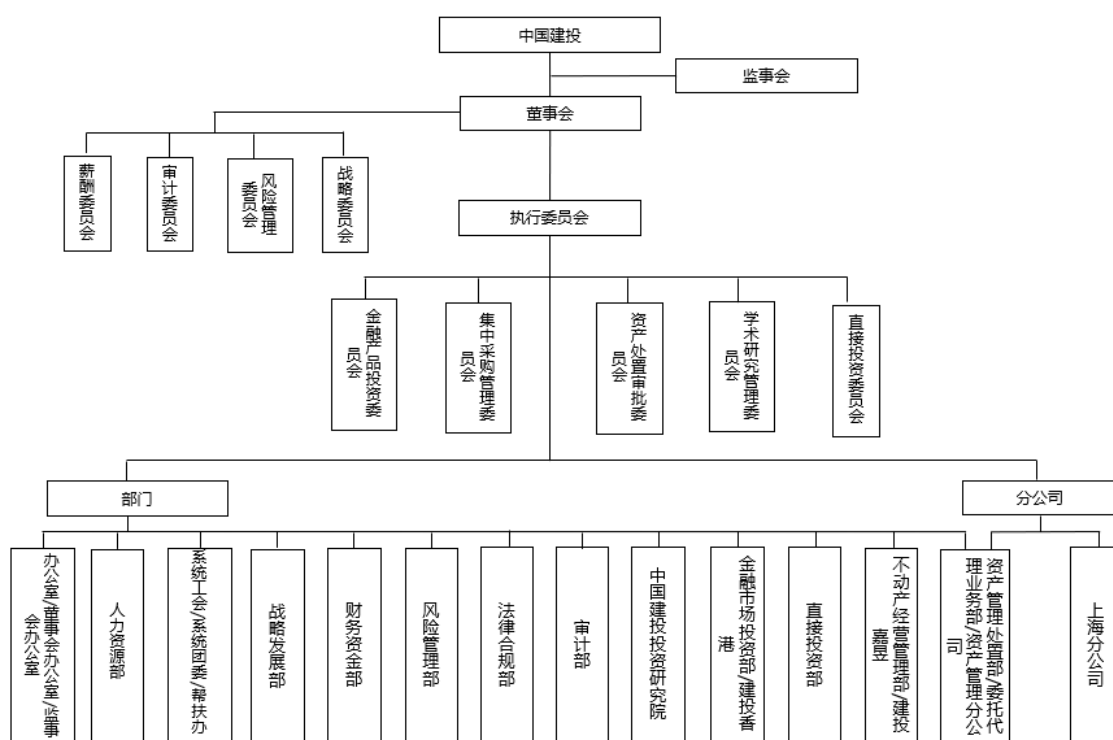 中国建投
监事会
董事会
薪酬委员会
审计委员会
风险管理
委员会
战略委员会
执行委员会
金融产品投资委
员会
集中采购管理委
员会
资产处置审批委
员会
学术研究管理委
员会
直接投资委员会
部门
分公司
办公室/董事会办公室/监事
会办公室
人力资源部
系统工会/系统团委/帮扶办
战略发展部
财务资金部
风险管理部
法律合规部
审计部
中国建投投资研究院
金融市场投资部/建投香
港
直接投资部
不动产经营管理部/建投
嘉昱
资产管理处置部/委托代
理业务部/资产管理分公
司
上海分公司